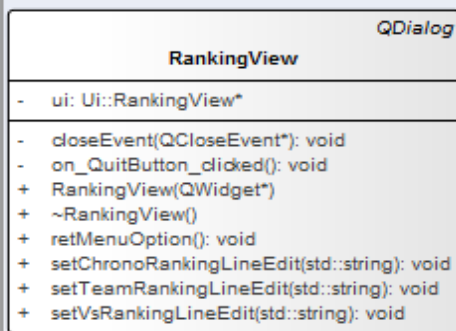 QDialog
RankingView
- ui: Ui::RankingView*
- closeEvent(QCloseEvent*): void
- on_QuitButton_clicked(): void
+ RankingView(QWidget*)
+ ~RankingView()
+ retMenuOption(): void
+ setChronoRankingLineEdit(std::string): void
+ setTeamRankingLineEdit(std::string): void
+ setVsRankingLineEdit(std::string): void